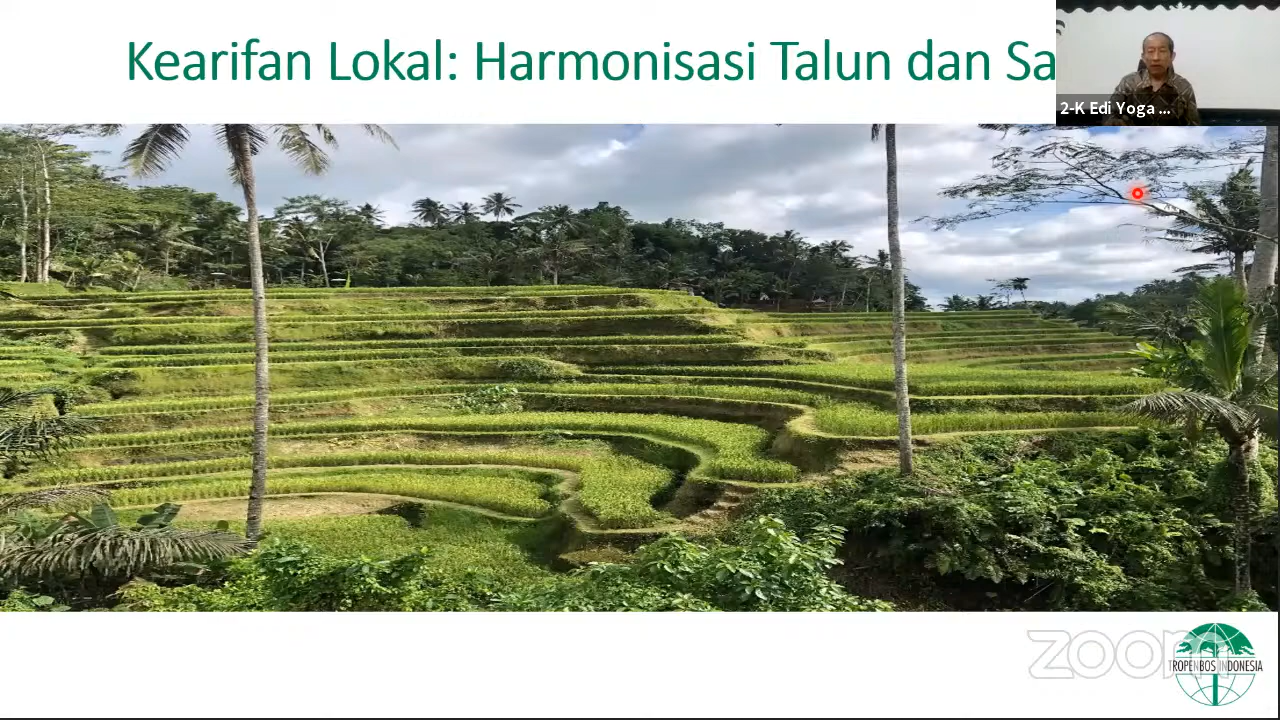 Kearifan Lokal: Harmonisasi Talun dan Sa
2-K Edi Yoga ...
zoom
TROPENBOS INDONESIA